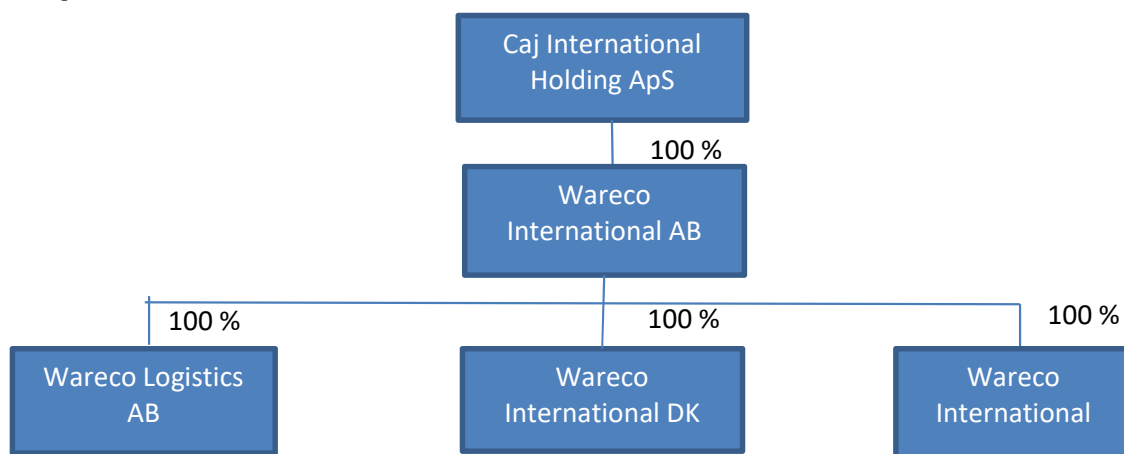 Caj International
Holding ApS
100 %
Wareco
International AB
100 %
100 %
100 %
Wareco Logistics
AB
Wareco
International DK
Wareco
International